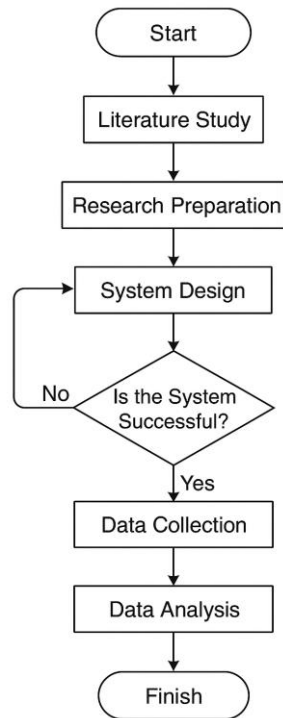 Start
Literature Study
Research Preparation
System Design
No
Is the System
Successful?
Yes
Data Collection
Data Analysis
Finish